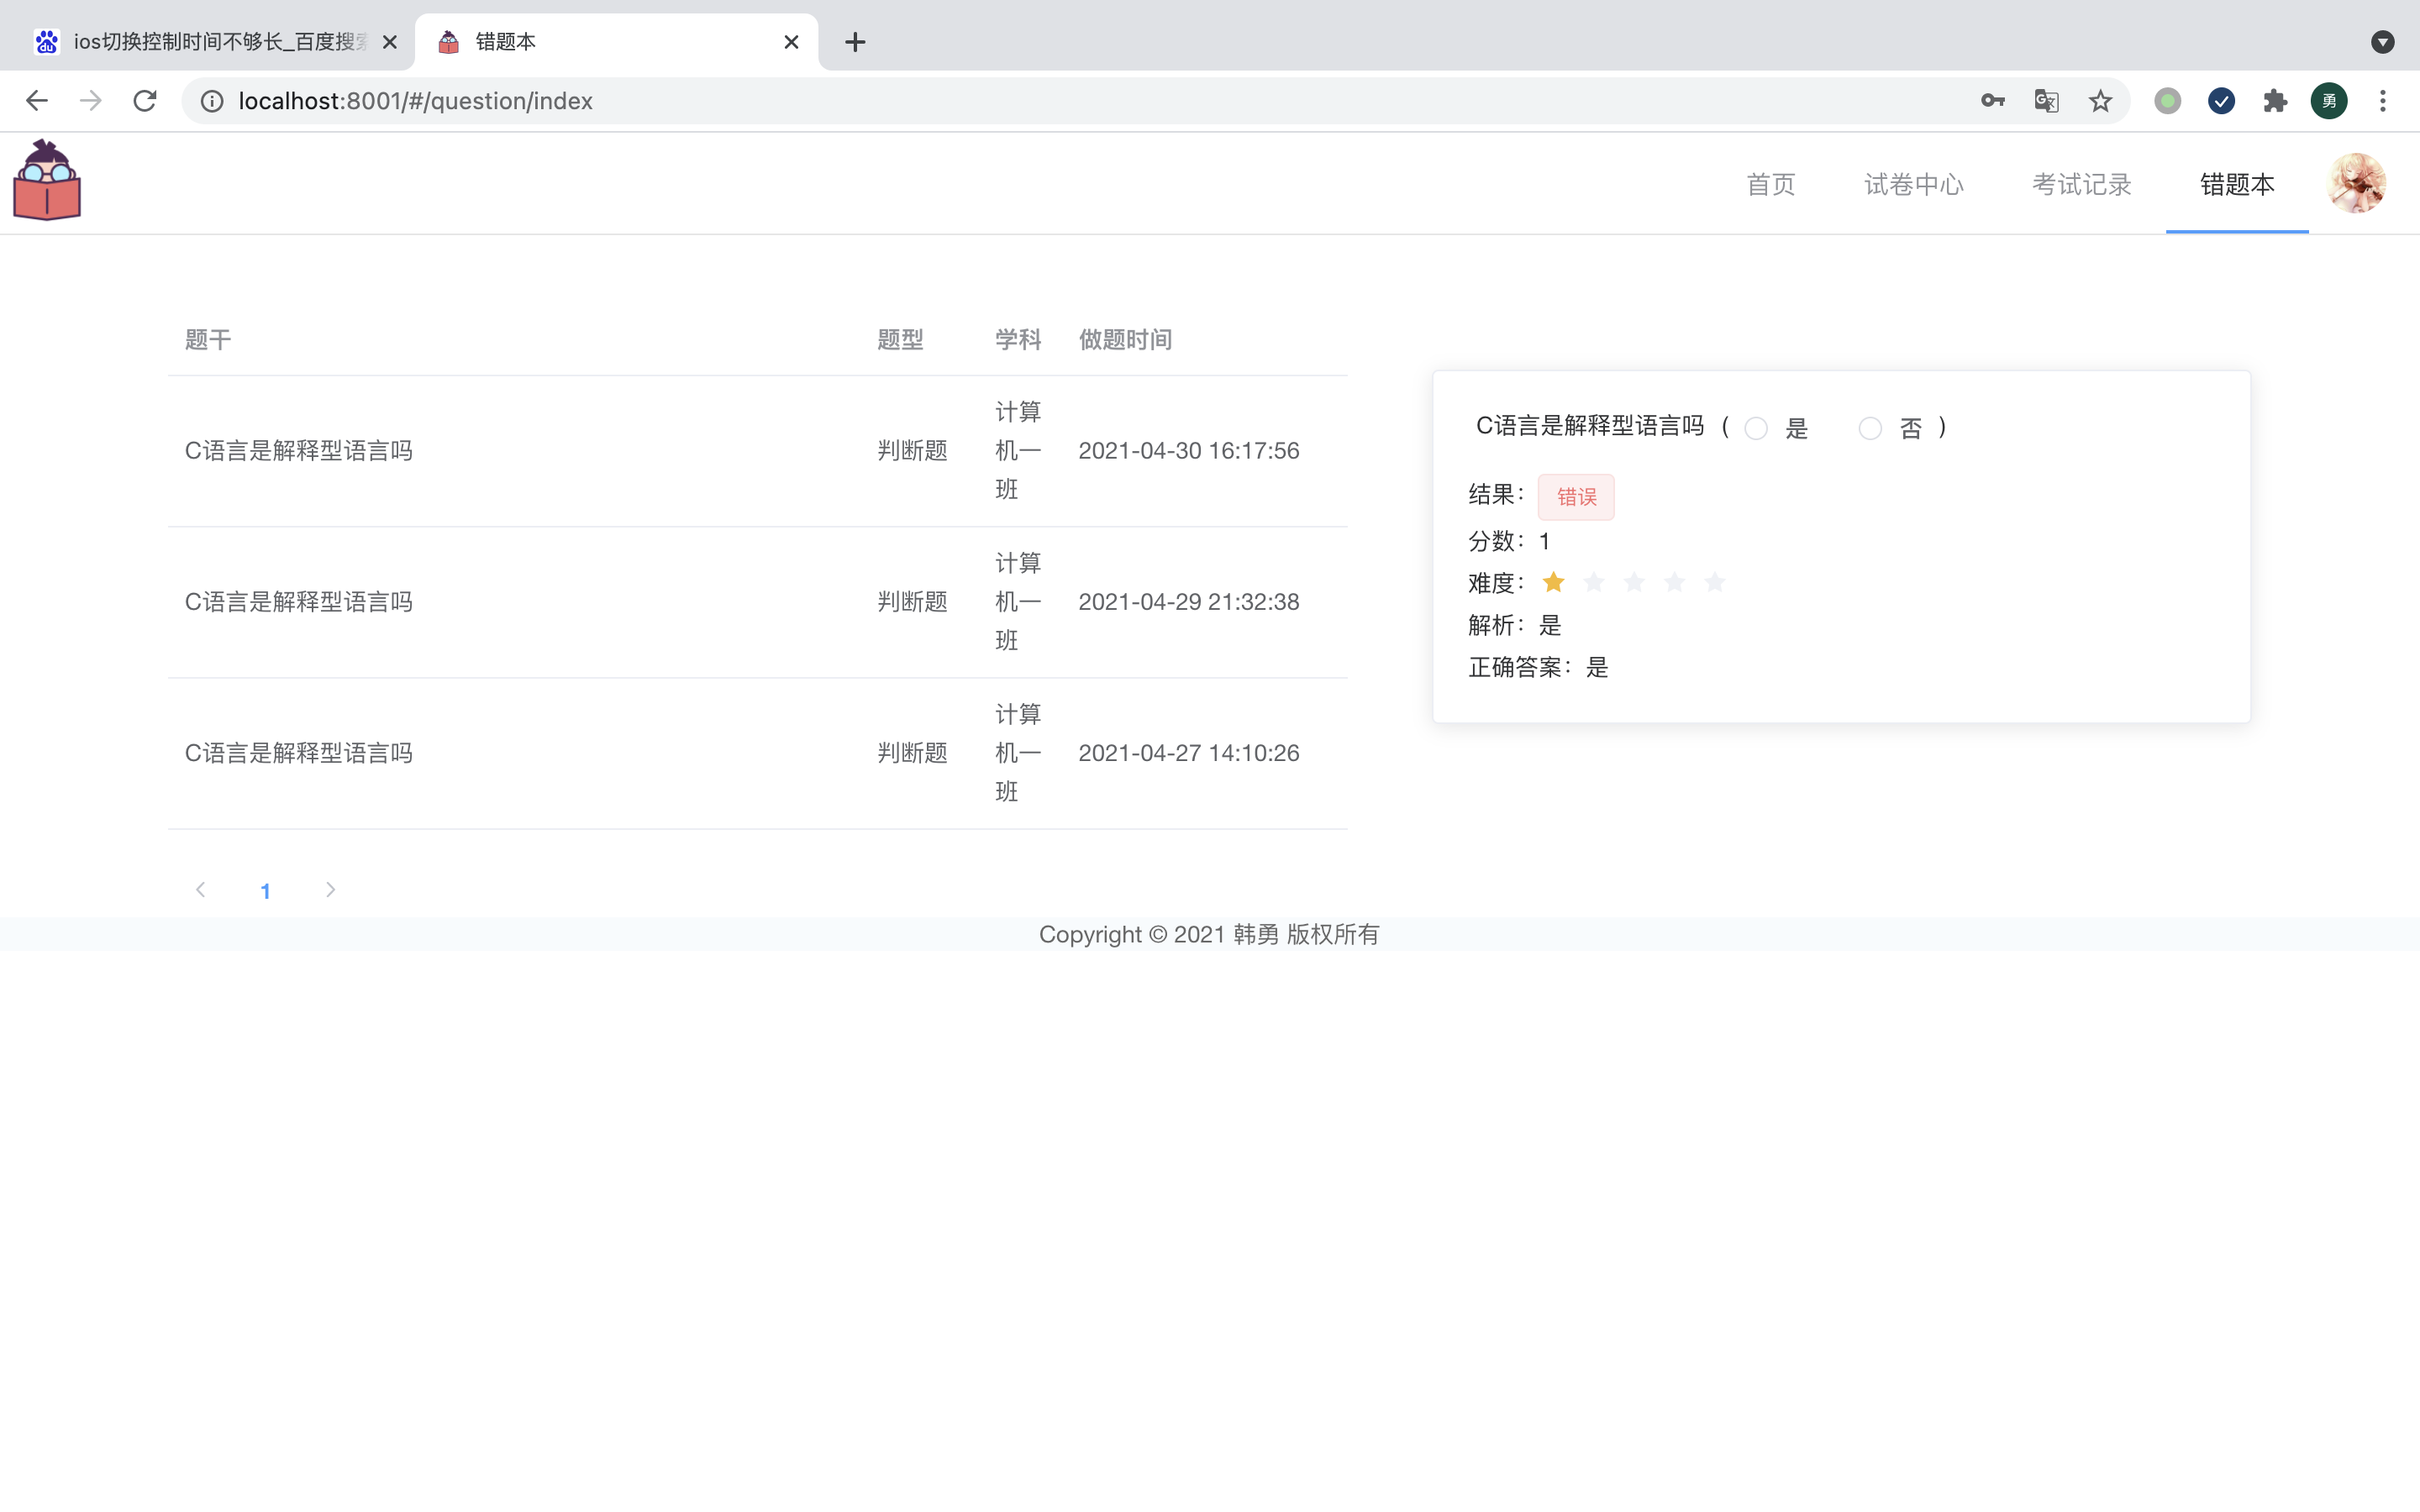 ios切换控制时间不够长_百度搜索
错题本
localhost:8001/#/question/index
勇
首页 试卷中心 考试记录 错题本
题干 题型 学科 做题时间
C语言是解释型语言吗 判断题 计算机一班 2021-04-30 16:17:56
C语言是解释型语言吗 判断题 计算机一班 2021-04-29 21:32:38
C语言是解释型语言吗 判断题 计算机一班 2021-04-27 14:10:26
1
C语言是解释型语言吗 ( 是 否 )
结果: 错误
分数: 1
难度:
解析: 是
正确答案: 是
Copyright © 2021 韩勇 版权所有